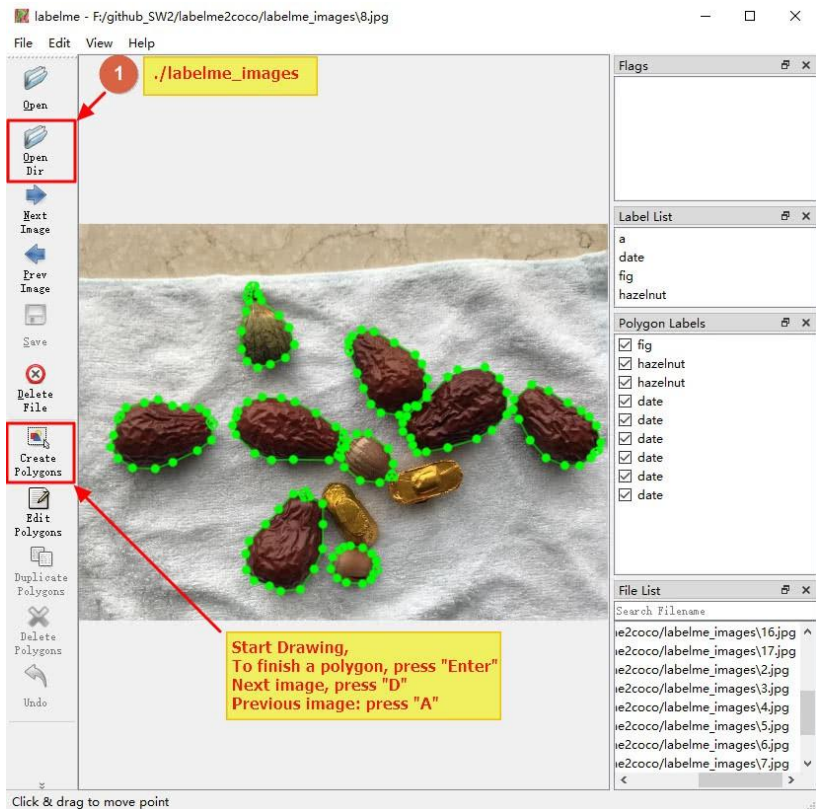 labelme - F:/github_SW2/labelme2coco/labelme_images\8.jpg
File Edit View Help
1
./labelme_images
Open
Open
Dir
Next
Image
Prev
Image
Save
Delete
File
Create
Polygons
Edit
Polygons
Duplicate
Polygons
Delete
Polygons
Undo
Start Drawing,
To finish a polygon, press "Enter"
Next image, press "D"
Previous image: press "A"
Flags
Label List
a
date
fig
hazelnut
Polygon Labels
fig
hazelnut
hazelnut
date
date
date
date
date
date
File List
Search Filename
e2coco/labelme_images\16.jpg
e2coco/labelme_images\17.jpg
e2coco/labelme_images\2.jpg
e2coco/labelme_images\3.jpg
e2coco/labelme_images\4.jpg
e2coco/labelme_images\5.jpg
e2coco/labelme_images\6.jpg
e2coco/labelme_images\7.jpg
Click & drag to move point